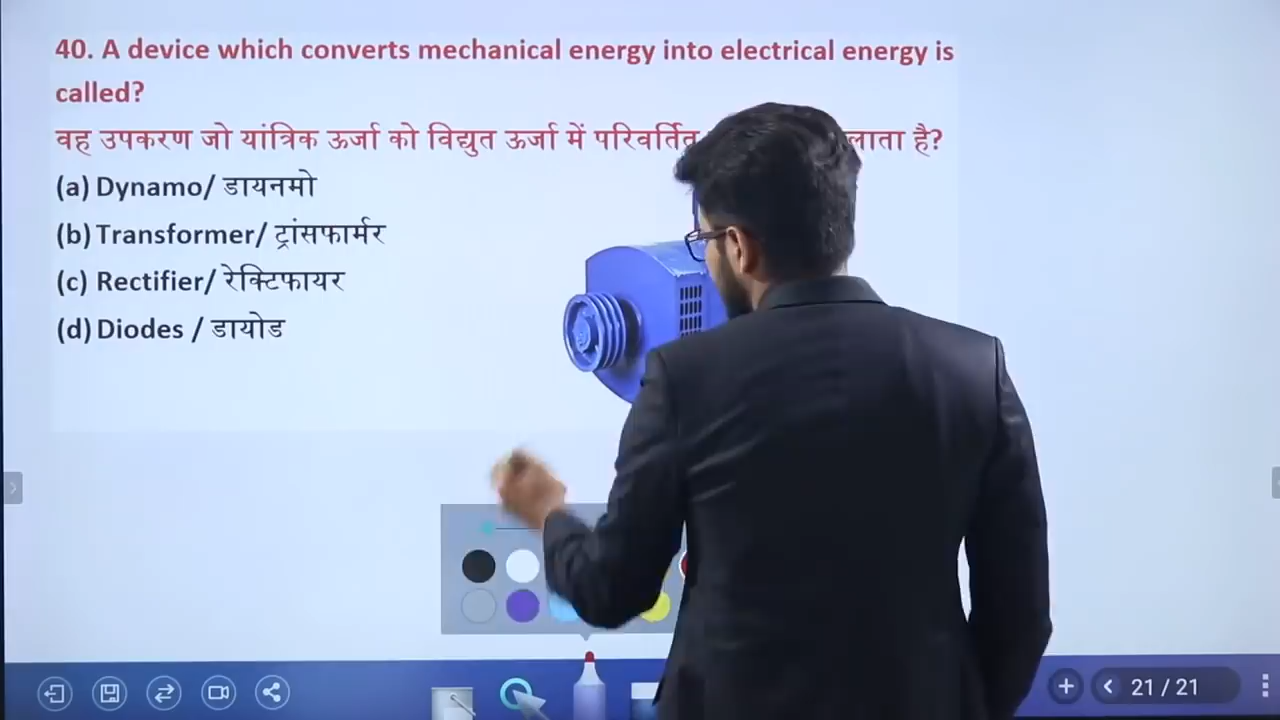 40. A device which converts mechanical energy into electrical energy is
called?
वह उपकरण जो यांत्रिक ऊर्जा को विद्युत ऊर्जा में परिवर्तित लाता है?
(a) Dynamo/ डायनमो
(b) Transformer/ ट्रांसफार्मर
(c) Rectifier/ रेक्टिफायर
(d) Diodes / डायोड
21 / 21